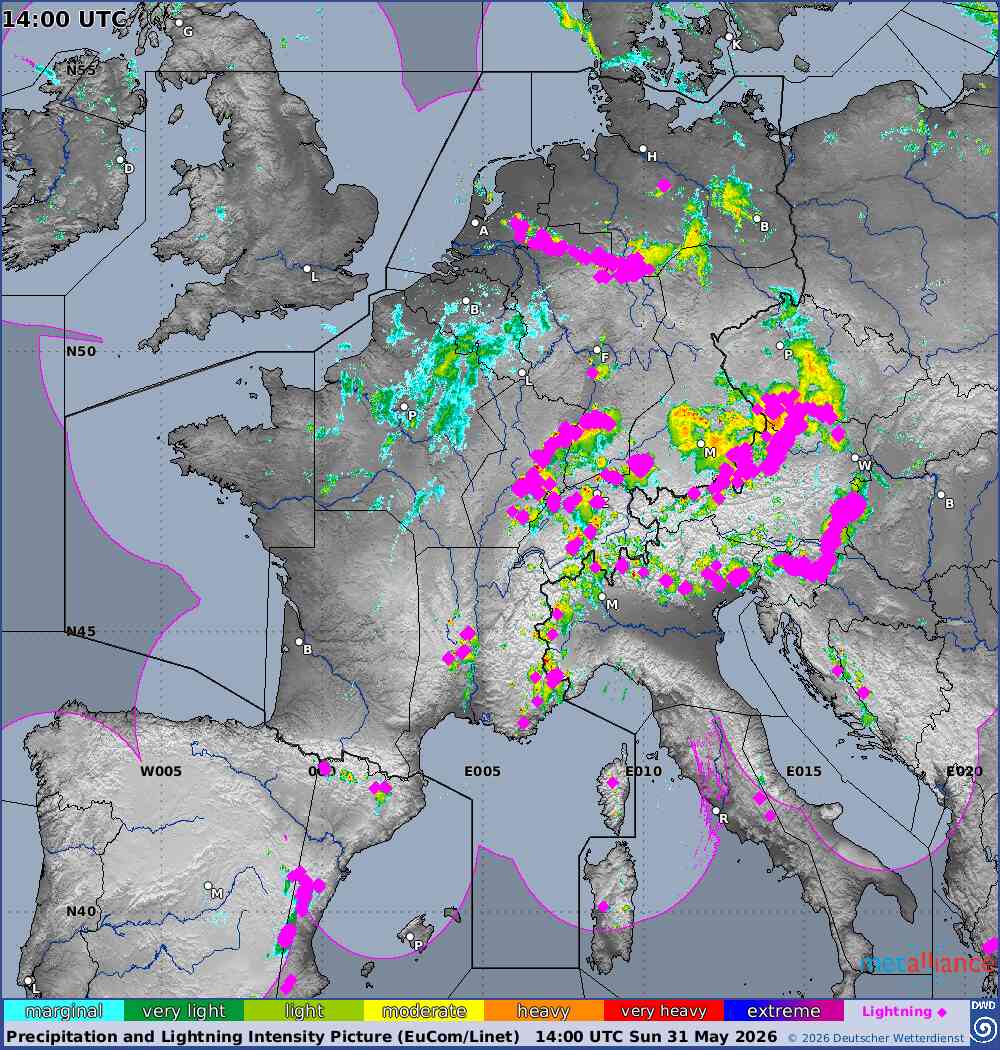 14:00 UTC
G
K
N55
D
H
B
A
L
B
N50
F
P
L
P
M
W
B
Z
M
N45
B
W005
000
E005
E010
E015
E020
R
M
N40
P
L
metalliance
marginal very light light moderate heavy very heavy extreme Lightning
DWD
Precipitation and Lightning Intensity Picture (EuCom/Linet) 14:00 UTC Sun 31 May 2026 © 2026 Deutscher Wetterdienst